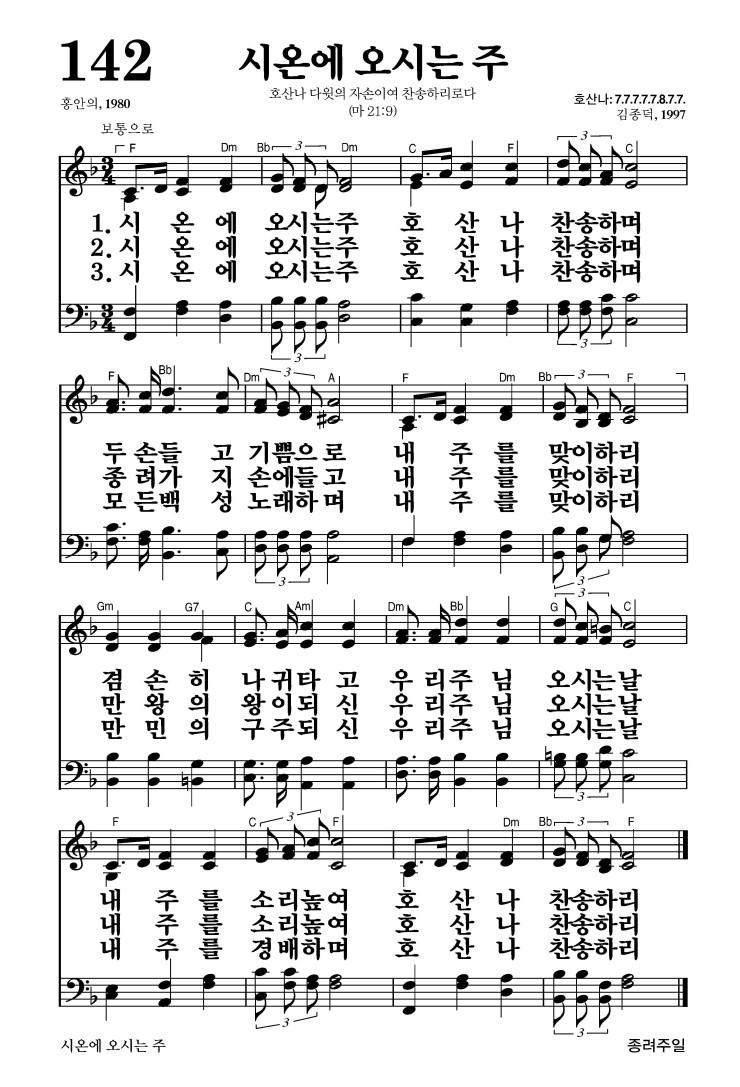 142
시온에 오시는 주
호산나 다윗의 자손이여 찬송하리로다
(마 21:9)
홍안의, 1980
호산나: 7.7.7.7.7.8.7.7.
김종덕, 1997
보통으로
F Dm Bb 3 Dm C F 3 C
1. 시 온 에 오시는주 호 산 나 찬송하며
2. 시 온 에 오시는주 호 산 나 찬송하며
3. 시 온 에 오시는주 호 산 나 찬송하며
3 3
F Bb Dm 3 A F Dm Bb 3 F
두 손들 고 기쁨으로 내 주 를 맞이하리
종 려가 지 손에들고 내 주 를 맞이하리
모 든백 성 노래하며 내 주 를 맞이하리
3 3
Gm G7 C Am Dm Bb G 3 C
겸 손 히 나 귀타 고 우 리주 님 오시는날
만 왕 의 왕 이되 신 우 리주 님 오시는날
만 민 의 구 주되 신 우 리주 님 오시는날
3
F C 3 F Dm Bb 3 F
내 주 를 소리높여 호 산 나 찬송하리
내 주 를 소리높여 호 산 나 찬송하리
내 주 를 경배하며 호 산 나 찬송하리
3 3
시온에 오시는 주
종려주일